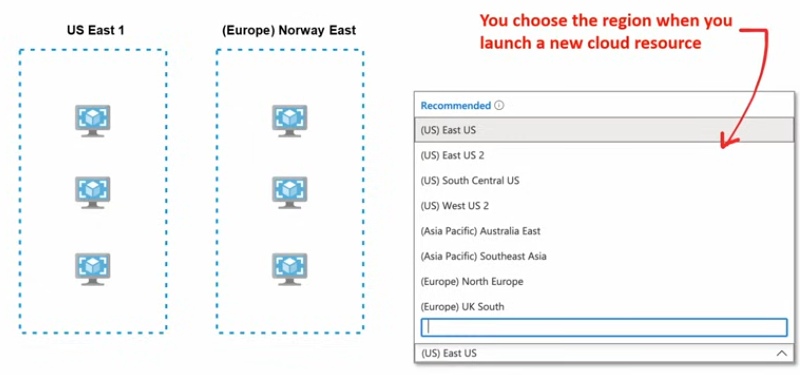 US East 1
(Europe) Norway East
You choose the region when you
launch a new cloud resource
Recommended
(US) East US
(US) East US 2
(US) South Central US
(US) West US 2
(Asia Pacific) Australia East
(Asia Pacific) Southeast Asia
(Europe) North Europe
(Europe) UK South
(US) East US